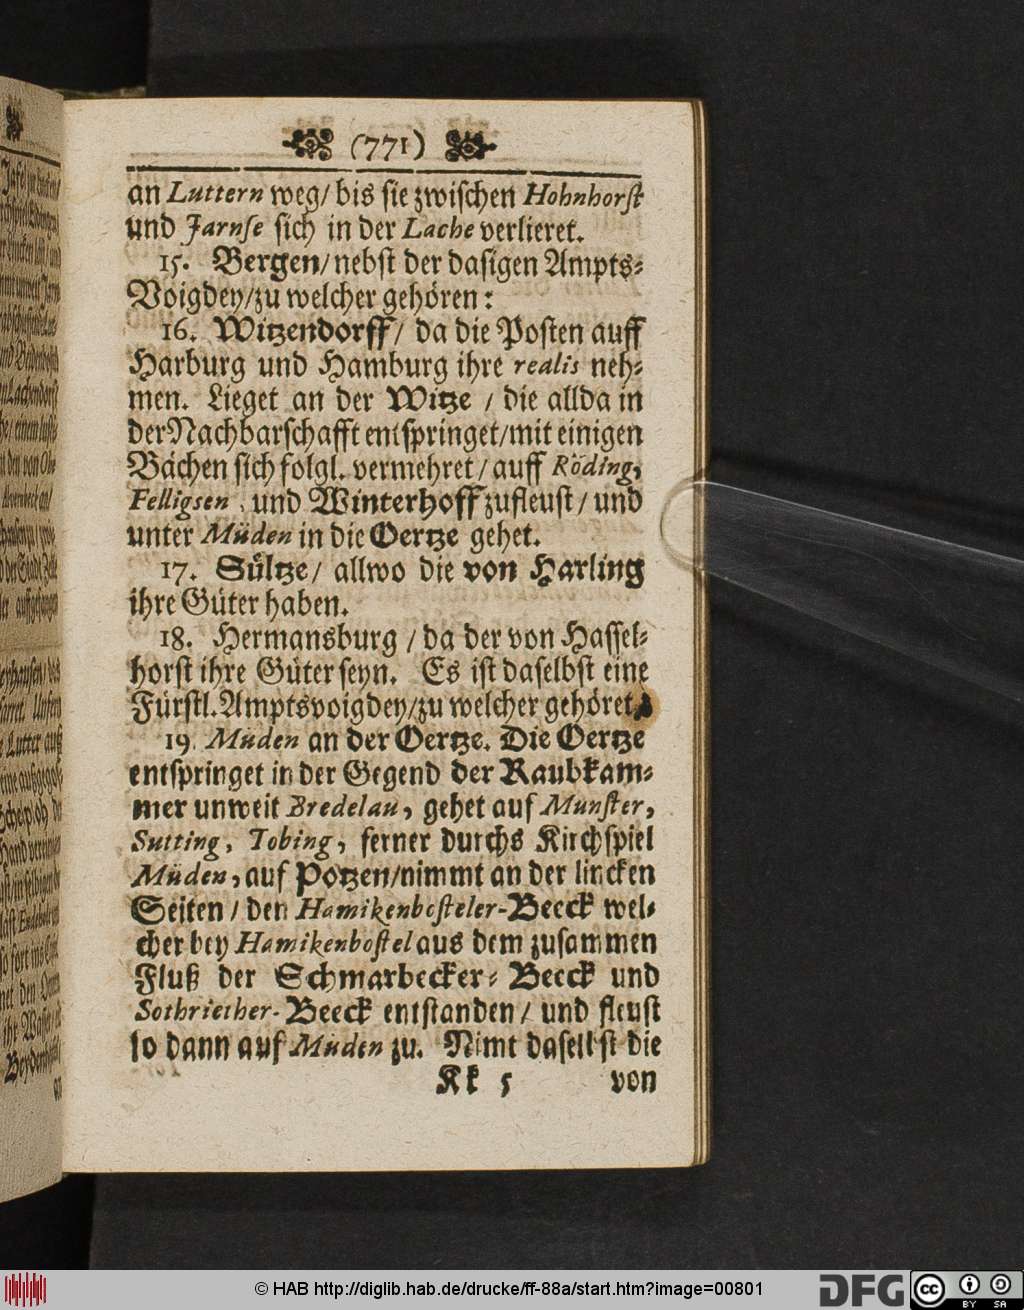 (771)
an Luttern weg/ bis sie zwischen Hohnhorst
und Jarnse sich in der Lache verlieret.
15. Bergen/ nebst der dasigen Ampts-
Voigdey/ zu welcher gehören:
16. Witzendorff/ da die Posten auff
Harburg und Hamburg ihre realis neh-
men. Lieget an der Witze / die allda in
der Nachbarschafft entspringet/ mit einigen
Bächen sich folgl. vermehret / auff Röding,
Felligsen, und Winterhoff zufleust / und
unter Müden in die Oertze gehet.
17. Sültze/ allwo die von Harling
ihre Güter haben.
18. Hermansburg / da der von Hassel-
horst ihre Güter seyn. Es ist daselbst eine
Fürstl. Amptsvoigdey/ zu welcher gehöret
19. Müden an der Oertze. Die Oertze
entspringet in der Gegend der Raubkam-
mer unweit Bredelau, gehet auf Munster,
Sutting, Tobing, ferner durchs Kirchspiel
Müden, auf Potzen/ nimmt an der lincken
Seiten / den Hamikenbosteler-Beeck wel-
cher bey Hamikenbostel aus dem zusammen
Fluß der Schmarbecker-Beeck und
Sothriether-Beeck entstanden / und fleust
so dann auf Müden zu. Nimt daselbst die
Kk 5 von
© HAB http://diglib.hab.de/drucke/ff-88a/start.htm?image=00801
DFG
cc BY SA